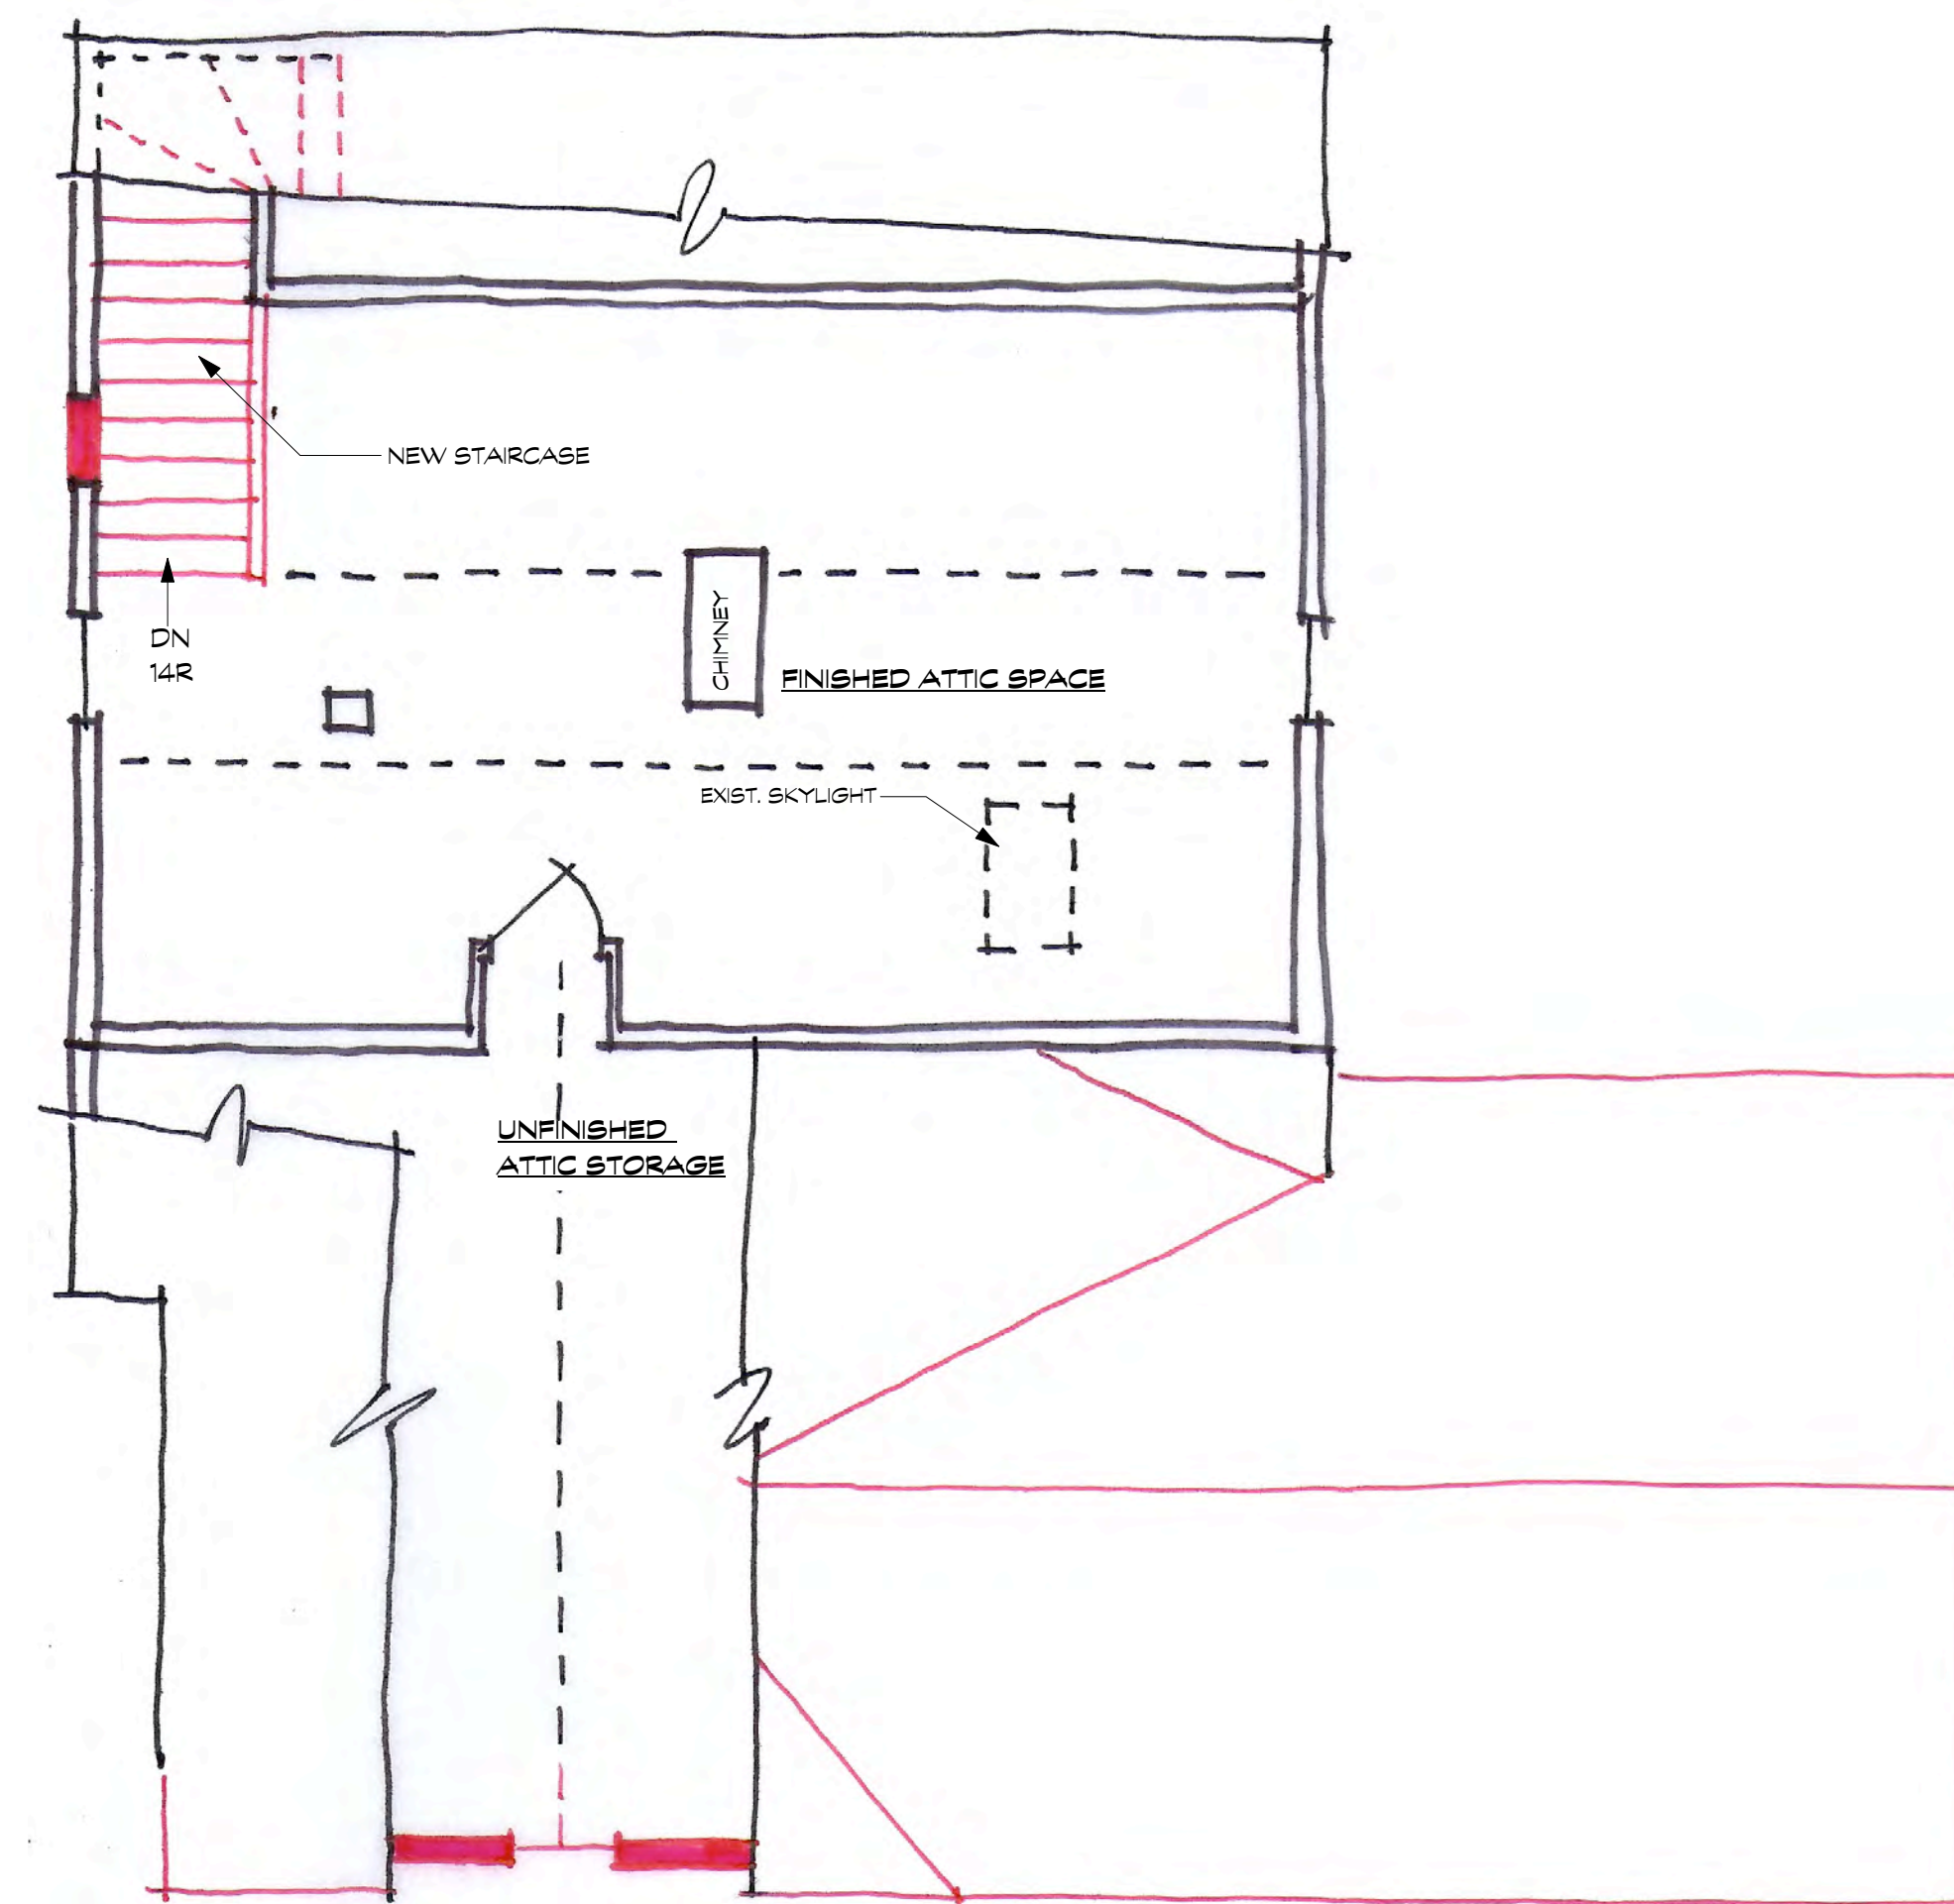 NEW STAIRCASE
DN
14R
CHIMNEY
FINISHED ATTIC SPACE
EXIST. SKYLIGHT
UNFINISHED
ATTIC STORAGE